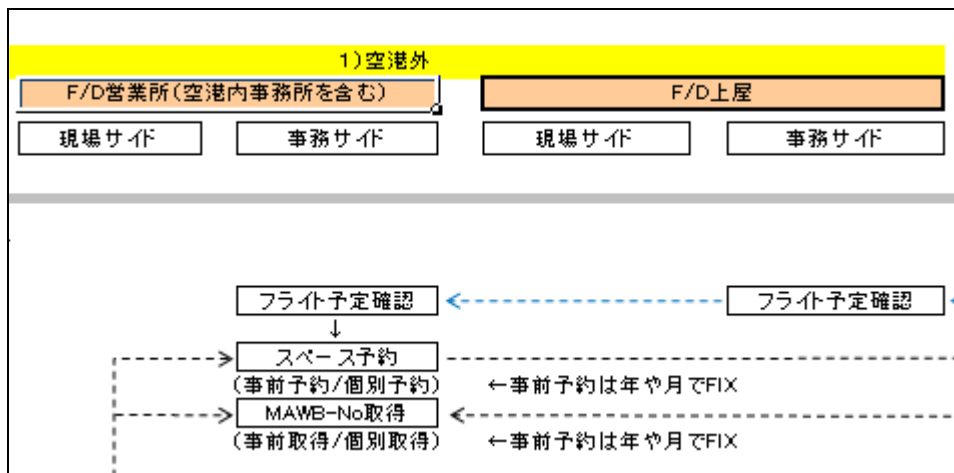 1)空港外
F/D営業所(空港内事務所を含む)
F/D上屋
現場サイド
事務サイド
現場サイド
事務サイド
フライト予定確認
フライト予定確認
↓
スペース予約
(事前予約/個別予約)
←事前予約は年や月でFIX
MAWB-No取得
(事前取得/個別取得)
←事前予約は年や月でFIX